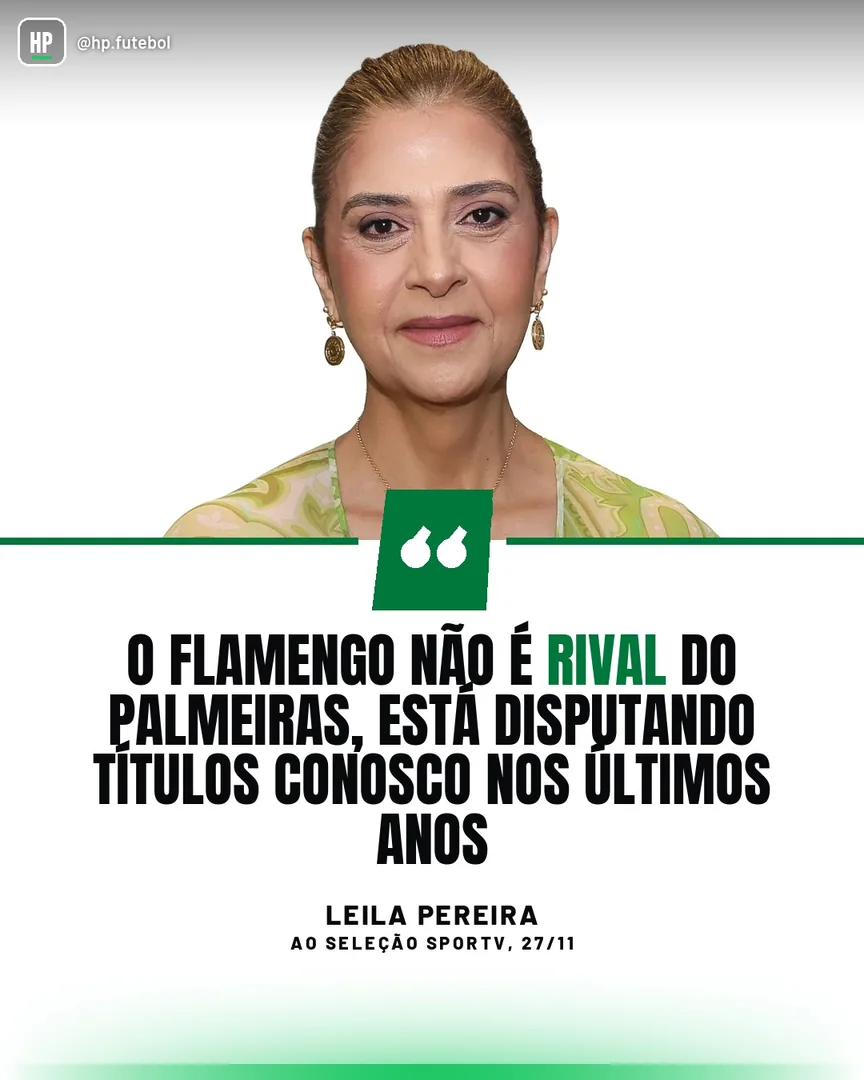 HP
@hp.futebol
O FLAMENGO NÃO É RIVAL DO
PALMEIRAS, ESTÁ DISPUTANDO
TÍTULOS CONOSCO NOS ÚLTIMOS
ANOS
LEILA PEREIRA
AO SELEÇÃO SPORTV, 27/11